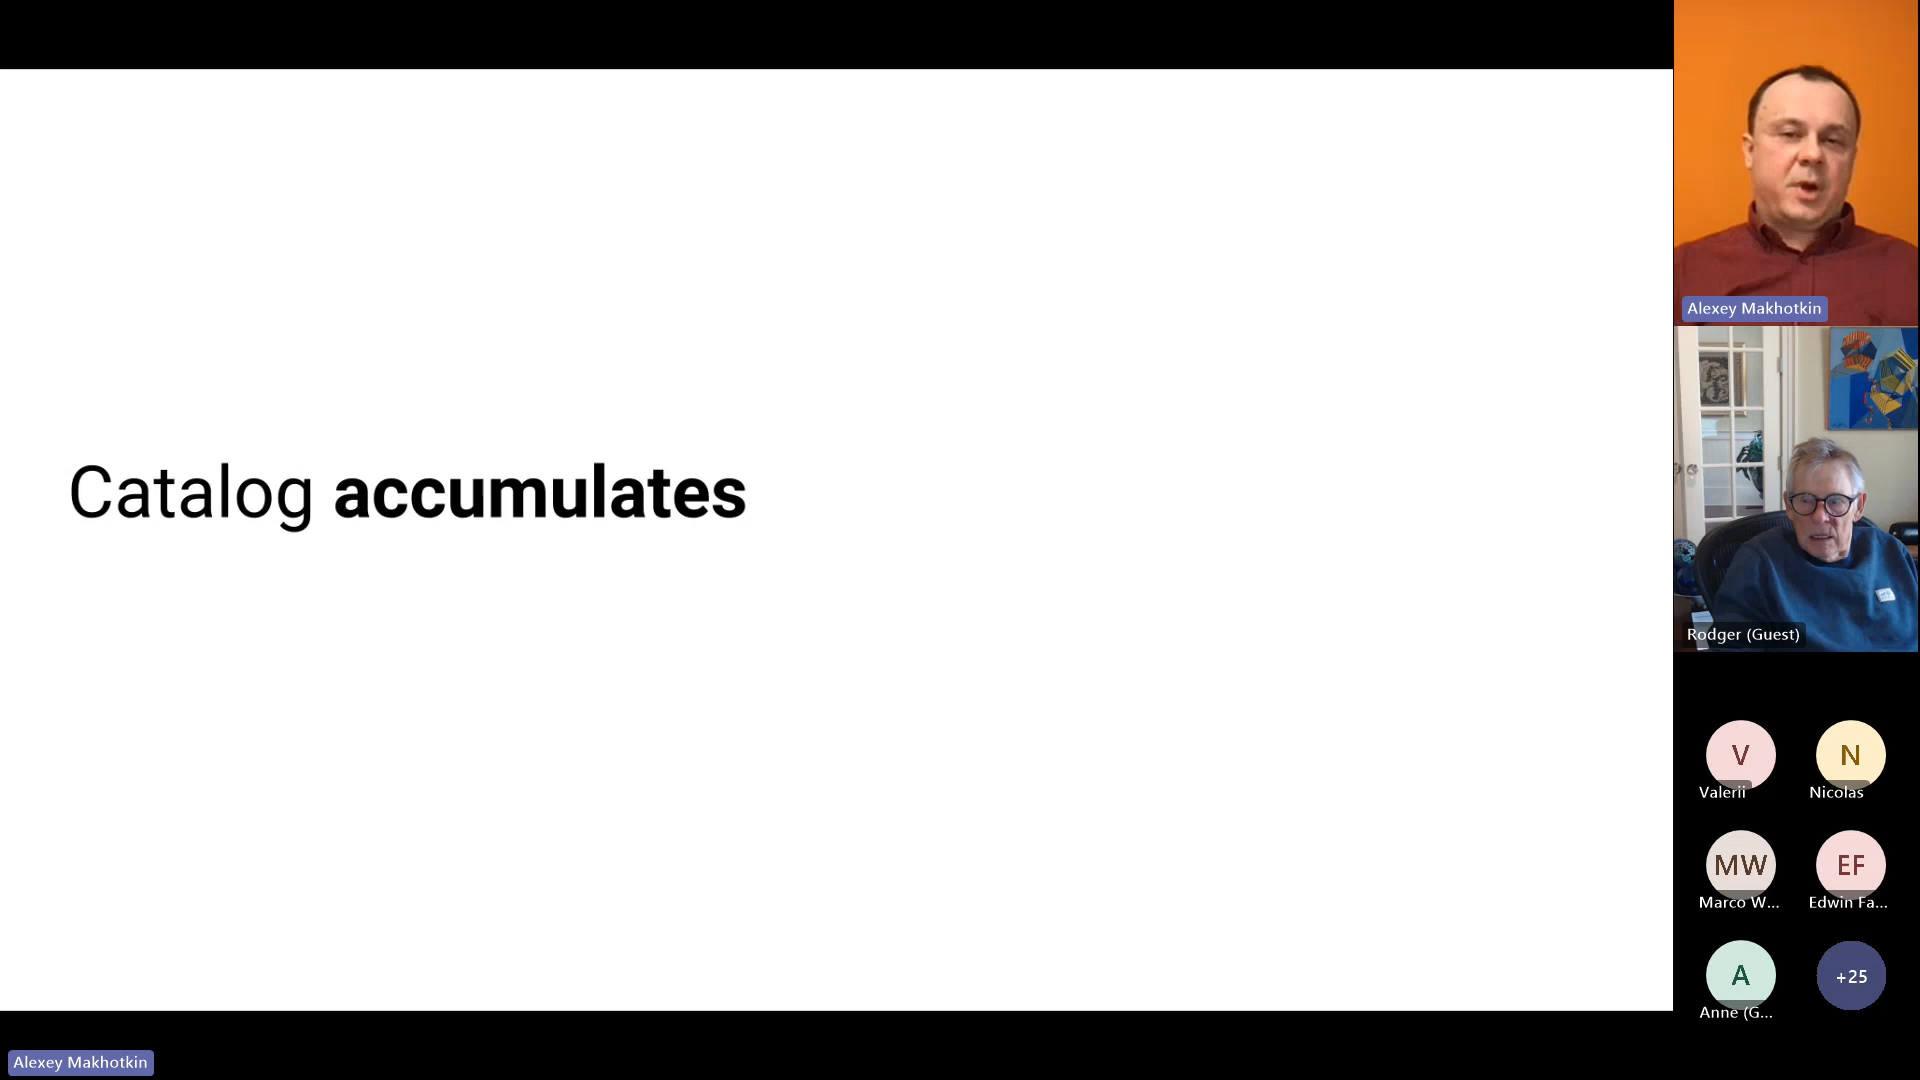 Catalog accumulates
Alexey Makhotkin
Rodger (Guest)
V
Valerii
N
Nicolas
MW
Marco W...
EF
Edwin Fa...
A
Anne (G...
+25
Alexey Makhotkin